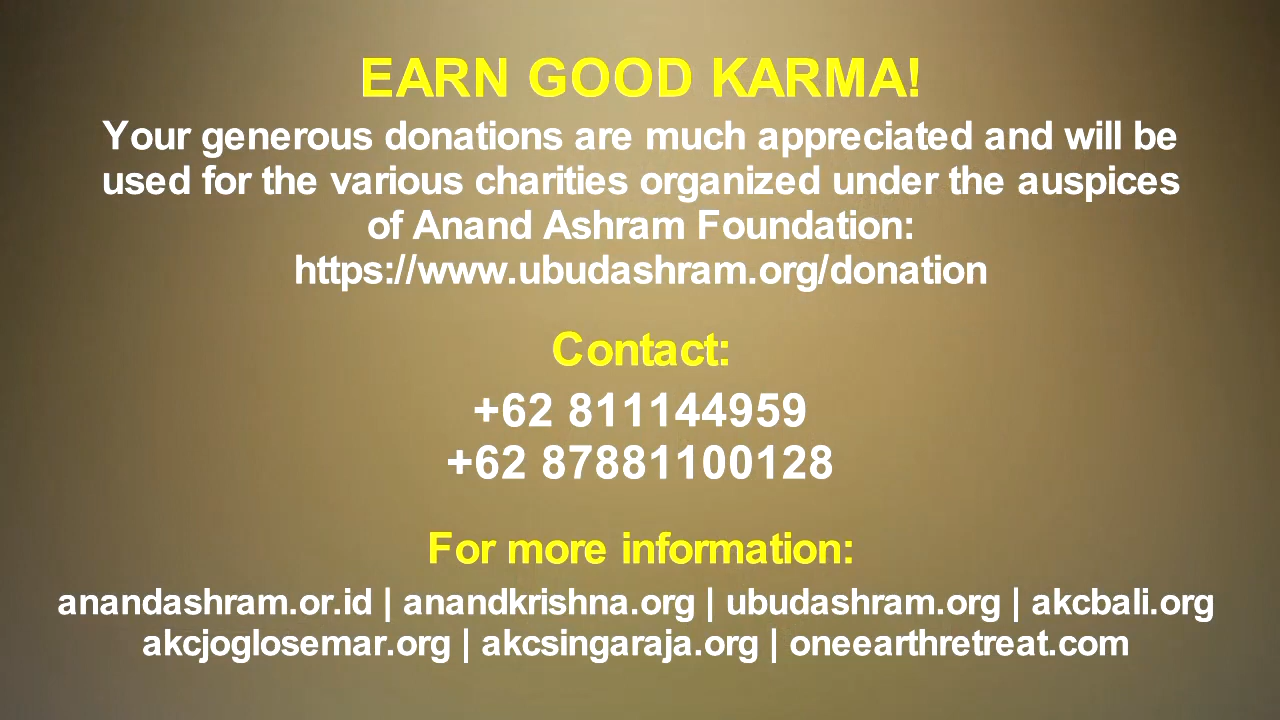 EARN GOOD KARMA!
Your generous donations are much appreciated and will be
used for the various charities organized under the auspices
of Anand Ashram Foundation:
https://www.ubudashram.org/donation
Contact:
+62 811144959
+62 87881100128
For more information:
anandashram.or.id | anandkrishna.org | ubudashram.org | akcbali.org
akcjoglosemar.org | akcsingaraja.org | oneearthretreat.com